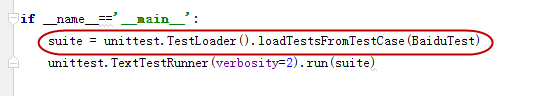 if __name__=='__main__':
    suite = unittest.TestLoader().loadTestsFromTestCase(BaiduTest)
    unittest.TextTestRunner(verbosity=2).run(suite)